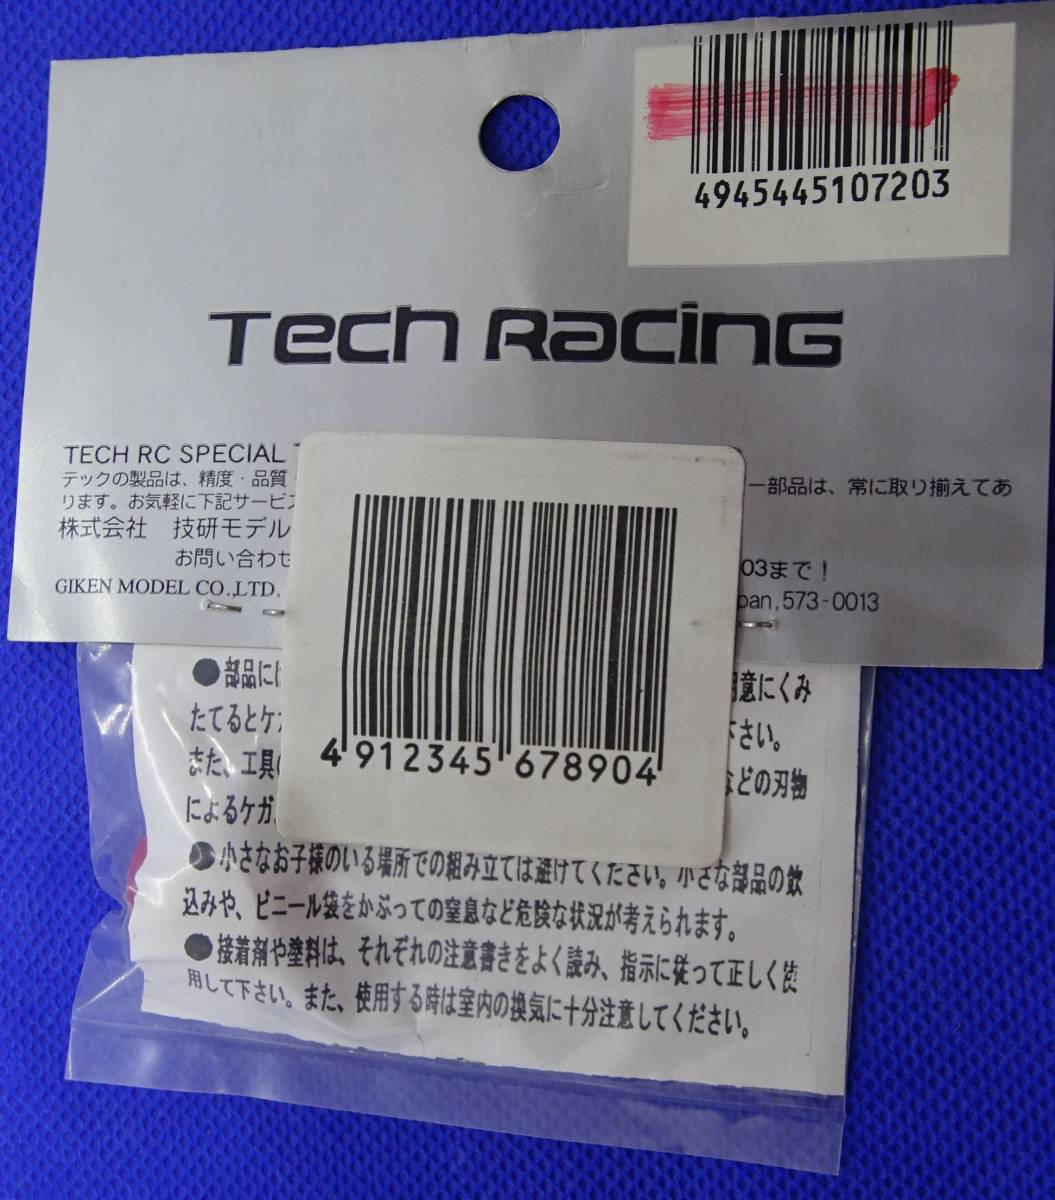 4945445107203
Tech Racing
TECH RC SPECIAL
テックの製品は、精度・品質 ー部品は、常に取り揃えてあ
ります。お気軽に下記サービス
株式会社 技研モデル
お問い合わせ 03まで!
GIKEN MODEL CO.,LTD. pan,573-0013
4 912345 678904
●部品には 用意にくみ
たてるとケガ 下さい。
また、工具の などの刃物
によるケガ
●小さなお子様のいる場所での組み立ては避けてください。小さな部品の飲
込みや、ビニール袋をかぶっての窒息など危険な状況が考えられます。
●接着剤や塗料は、それぞれの注意書きをよく読み、指示に従って正しく使
用して下さい。また、使用する時は室内の換気に十分注意してください。